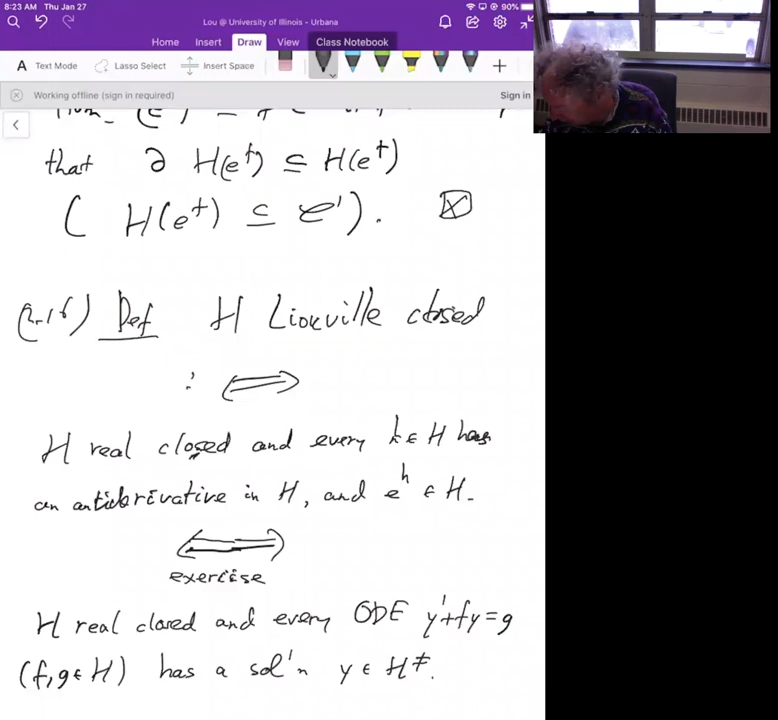 8:23 AM Thu Jan 27
90%
Lou @ University of Illinois - Urbana
Home Insert Draw View Class Notebook
A Text Mode Lasso Select Insert Space
Working offline (sign in required) Sign in
that ∂ H(e^f) ⊆ H(e^f)
( H(e^f) ⊆ 𝒞').
(2.16) Def H Liouville closed
: ⟺
H real closed and every h ∈ H has
an antiderivative in H, and e^h ∈ H.
⟺
exercise
H real closed and every ODE y'+fy=g
(f,g ∈ H) has a sol'n y ∈ H^≠.